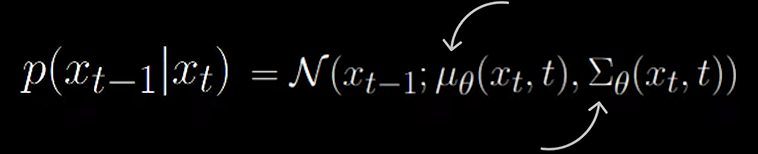 p(x_{t−1}|x_t) = 𝒩(x_{t−1}; μ_θ(x_t, t), Σ_θ(x_t, t))